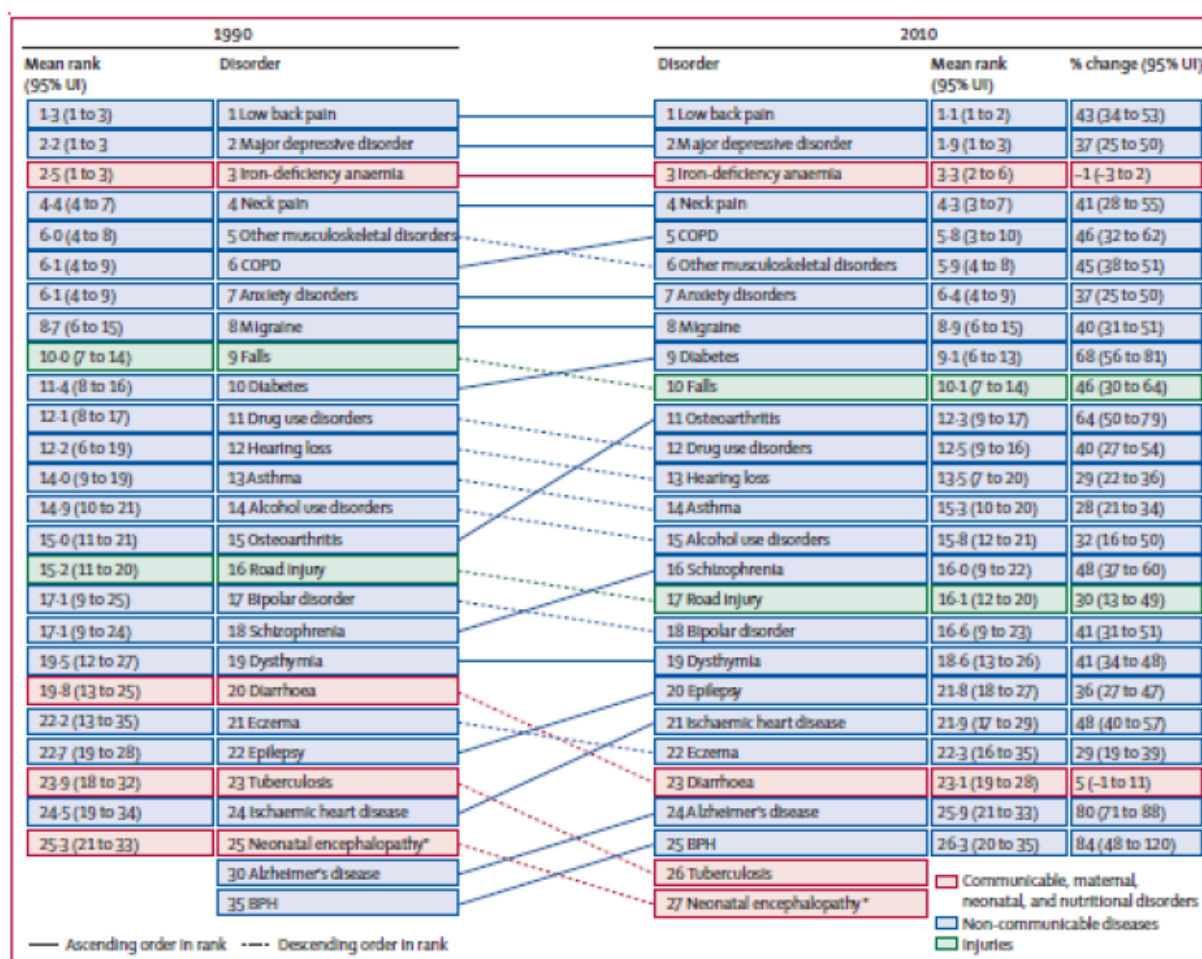 1990 2010
Mean rank (95% UI) Disorder Disorder Mean rank (95% UI) % change (95% UI)
1·3 (1 to 3) 1 Low back pain 1 Low back pain 1·1 (1 to 2) 43 (34 to 53)
2·2 (1 to 3 2 Major depressive disorder 2 Major depressive disorder 1·9 (1 to 3) 37 (25 to 50)
2·5 (1 to 3) 3 Iron-deficiency anaemia 3 Iron-deficiency anaemia 3·3 (2 to 6) –1 (–3 to 2)
4·4 (4 to 7) 4 Neck pain 4 Neck pain 4·3 (3 to 7) 41 (28 to 55)
6·0 (4 to 8) 5 Other musculoskeletal disorders 5 COPD 5·8 (3 to 10) 46 (32 to 62)
6·1 (4 to 9) 6 COPD 6 Other musculoskeletal disorders 5·9 (4 to 8) 45 (38 to 51)
6·1 (4 to 9) 7 Anxiety disorders 7 Anxiety disorders 6·4 (4 to 9) 37 (25 to 50)
8·7 (6 to 15) 8 Migraine 8 Migraine 8·9 (6 to 15) 40 (31 to 51)
10·0 (7 to 14) 9 Falls 9 Diabetes 9·1 (6 to 13) 68 (56 to 81)
11·4 (8 to 16) 10 Diabetes 10 Falls 10·1 (7 to 14) 46 (30 to 64)
12·1 (8 to 17) 11 Drug use disorders 11 Osteoarthritis 12·3 (9 to 17) 64 (50 to 79)
12·2 (6 to 19) 12 Hearing loss 12 Drug use disorders 12·5 (9 to 16) 40 (27 to 54)
14·0 (9 to 19) 13 Asthma 13 Hearing loss 13·5 (7 to 20) 29 (22 to 36)
14·9 (10 to 21) 14 Alcohol use disorders 14 Asthma 15·3 (10 to 20) 28 (21 to 34)
15·0 (11 to 21) 15 Osteoarthritis 15 Alcohol use disorders 15·8 (12 to 21) 32 (16 to 50)
15·2 (11 to 20) 16 Road injury 16 Schizophrenia 16·0 (9 to 22) 48 (37 to 60)
17·1 (9 to 25) 17 Bipolar disorder 17 Road injury 16·1 (12 to 20) 30 (13 to 49)
17·1 (9 to 24) 18 Schizophrenia 18 Bipolar disorder 16·6 (9 to 23) 41 (31 to 51)
19·5 (12 to 27) 19 Dysthymia 19 Dysthymia 18·6 (13 to 26) 41 (34 to 48)
19·8 (13 to 25) 20 Diarrhoea 20 Epilepsy 21·8 (18 to 27) 36 (27 to 47)
22·2 (13 to 35) 21 Eczema 21 Ischaemic heart disease 21·9 (17 to 29) 48 (40 to 57)
22·7 (19 to 28) 22 Epilepsy 22 Eczema 22·3 (16 to 35) 29 (19 to 39)
23·9 (18 to 32) 23 Tuberculosis 23 Diarrhoea 23·1 (19 to 28) 5 (–1 to 11)
24·5 (19 to 34) 24 Ischaemic heart disease 24 Alzheimer's disease 25·9 (21 to 33) 80 (71 to 88)
25·3 (21 to 33) 25 Neonatal encephalopathy* 25 BPH 26·3 (20 to 35) 84 (48 to 120)
30 Alzheimer's disease 26 Tuberculosis
35 BPH 27 Neonatal encephalopathy*
Communicable, maternal,
neonatal, and nutritional disorders
Non-communicable diseases
Injuries
Ascending order in rank Descending order in rank